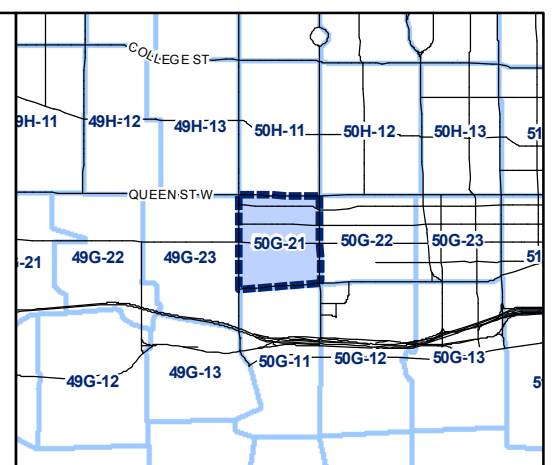 COLLEGE ST
9H-11
49H-12
49H-13
50H-11
50H-12
50H-13
51
QUEEN ST W
-21
49G-22
49G-23
50G-21
50G-22
50G-23
51
49G-12
49G-13
50G-11
50G-12
50G-13
5